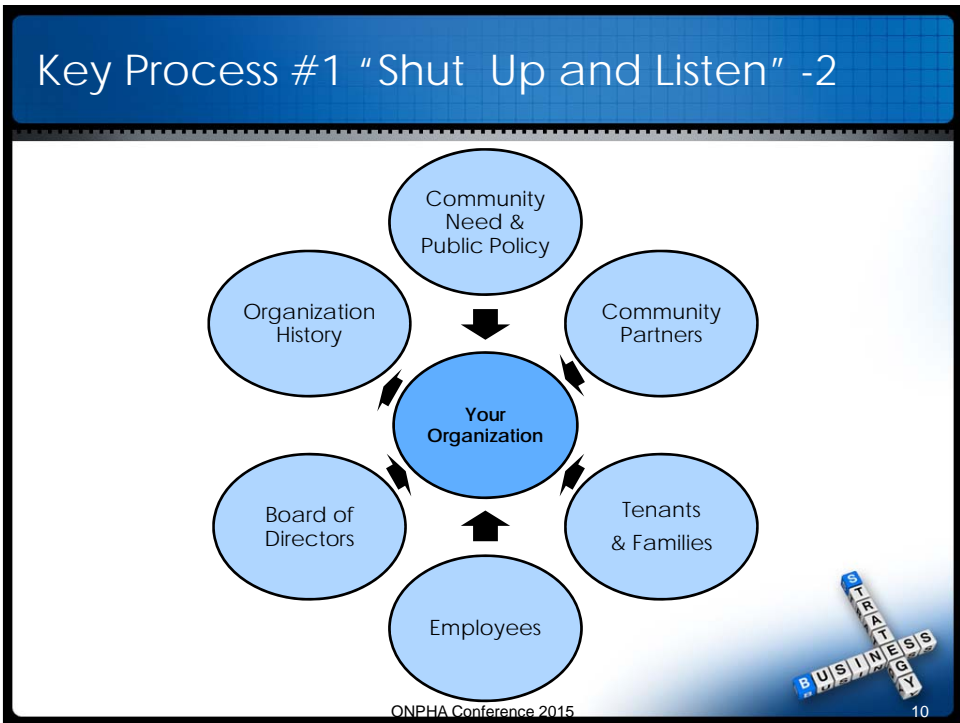 Key Process #1 "Shut Up and Listen" -2
Community
Need &
Public Policy
Organization
History
Community
Partners
Your
Organization
Board of
Directors
Tenants
& Families
Employees
STRATEGY
BUSINESS
ONPHA Conference 2015
10